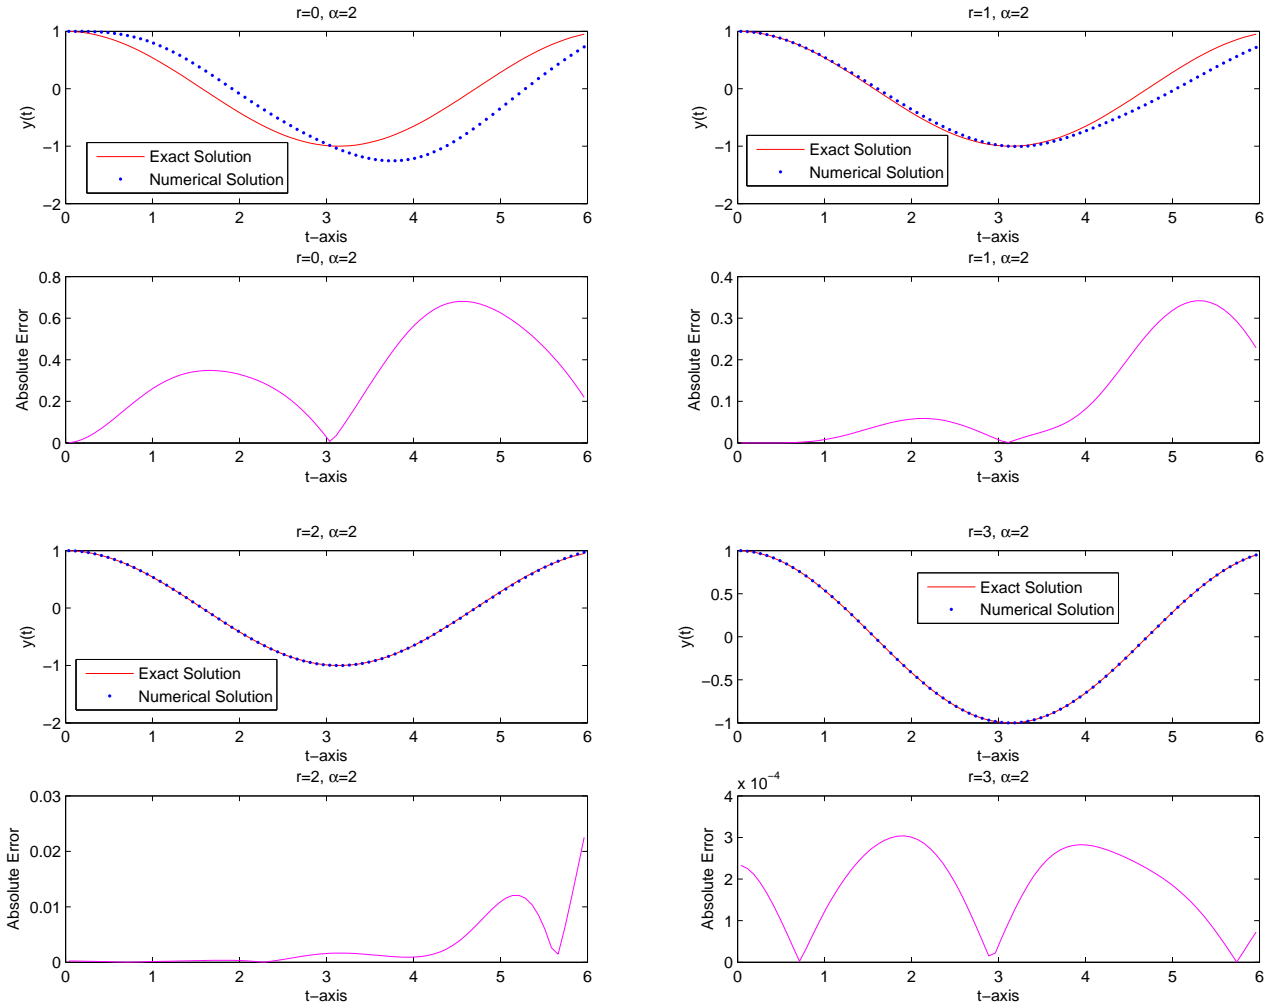 r=0, α=2
1
0
−1
−2
y(t)
Exact Solution
Numerical Solution
0 1 2 3 4 5 6
t−axis
r=1, α=2
1
0
−1
−2
y(t)
Exact Solution
Numerical Solution
0 1 2 3 4 5 6
t−axis
r=0, α=2
0.8
0.6
0.4
0.2
0
Absolute Error
0 1 2 3 4 5 6
t−axis
r=1, α=2
0.4
0.3
0.2
0.1
0
Absolute Error
0 1 2 3 4 5 6
t−axis
r=2, α=2
1
0
−1
−2
y(t)
Exact Solution
Numerical Solution
0 1 2 3 4 5 6
t−axis
r=3, α=2
1
0.5
0
−0.5
−1
y(t)
Exact Solution
Numerical Solution
0 1 2 3 4 5 6
t−axis
r=2, α=2
0.03
0.02
0.01
0
Absolute Error
0 1 2 3 4 5 6
t−axis
x 10⁻⁴
r=3, α=2
4
3
2
1
0
Absolute Error
0 1 2 3 4 5 6
t−axis